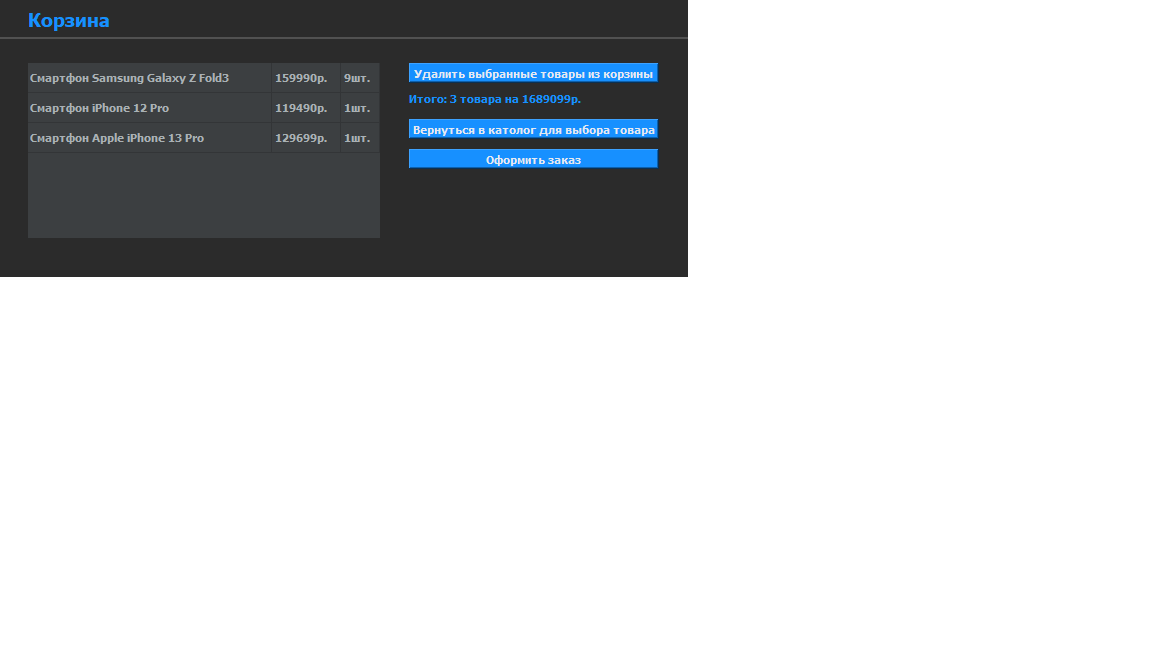 Корзина
Смартфон Samsung Galaxy Z Fold3 159990р. 9шт.
Смартфон iPhone 12 Pro 119490р. 1шт.
Смартфон Apple iPhone 13 Pro 129699р. 1шт.
Удалить выбранные товары из корзины
Итого: 3 товара на 1689099р.
Вернуться в католог для выбора товара
Оформить заказ